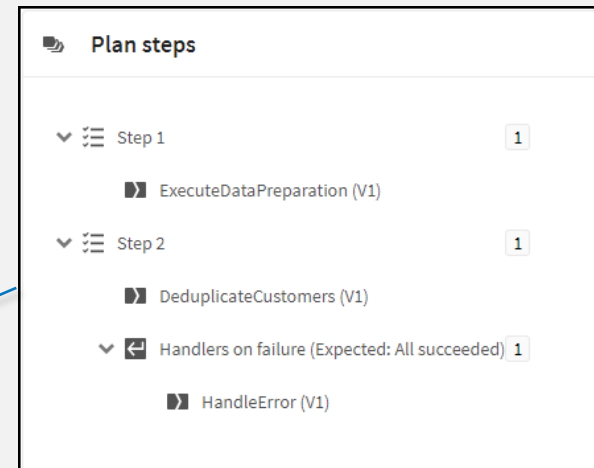 Plan steps
Step 1 1
ExecuteDataPreparation (V1)
Step 2 1
DeduplicateCustomers (V1)
Handlers on failure (Expected: All succeeded) 1
HandleError (V1)